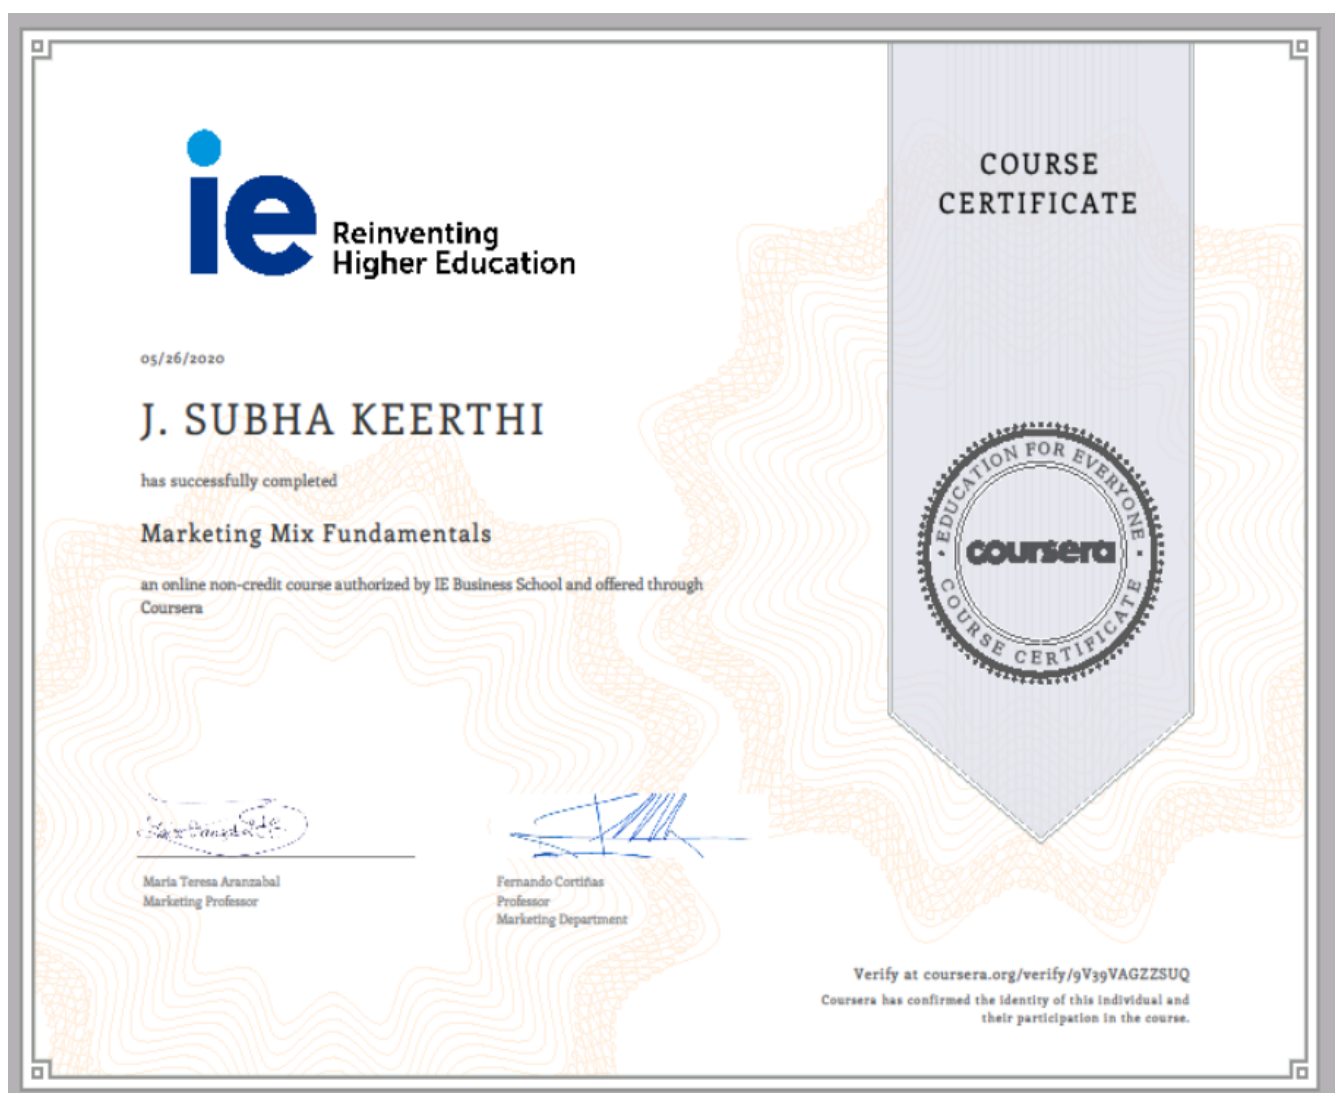 ie
Reinventing
Higher Education
COURSE
CERTIFICATE
05/26/2020
J. SUBHA KEERTHI
has successfully completed
Marketing Mix Fundamentals
an online non-credit course authorized by IE Business School and offered through
Coursera
EDUCATION FOR EVERYONE
coursera
COURSE CERTIFICATE
Maria Teresa Aranzabal
Marketing Professor
Fernando Cortiñas
Professor
Marketing Department
Verify at coursera.org/verify/9V39VAGZZSUQ
Coursera has confirmed the identity of this individual and
their participation in the course.